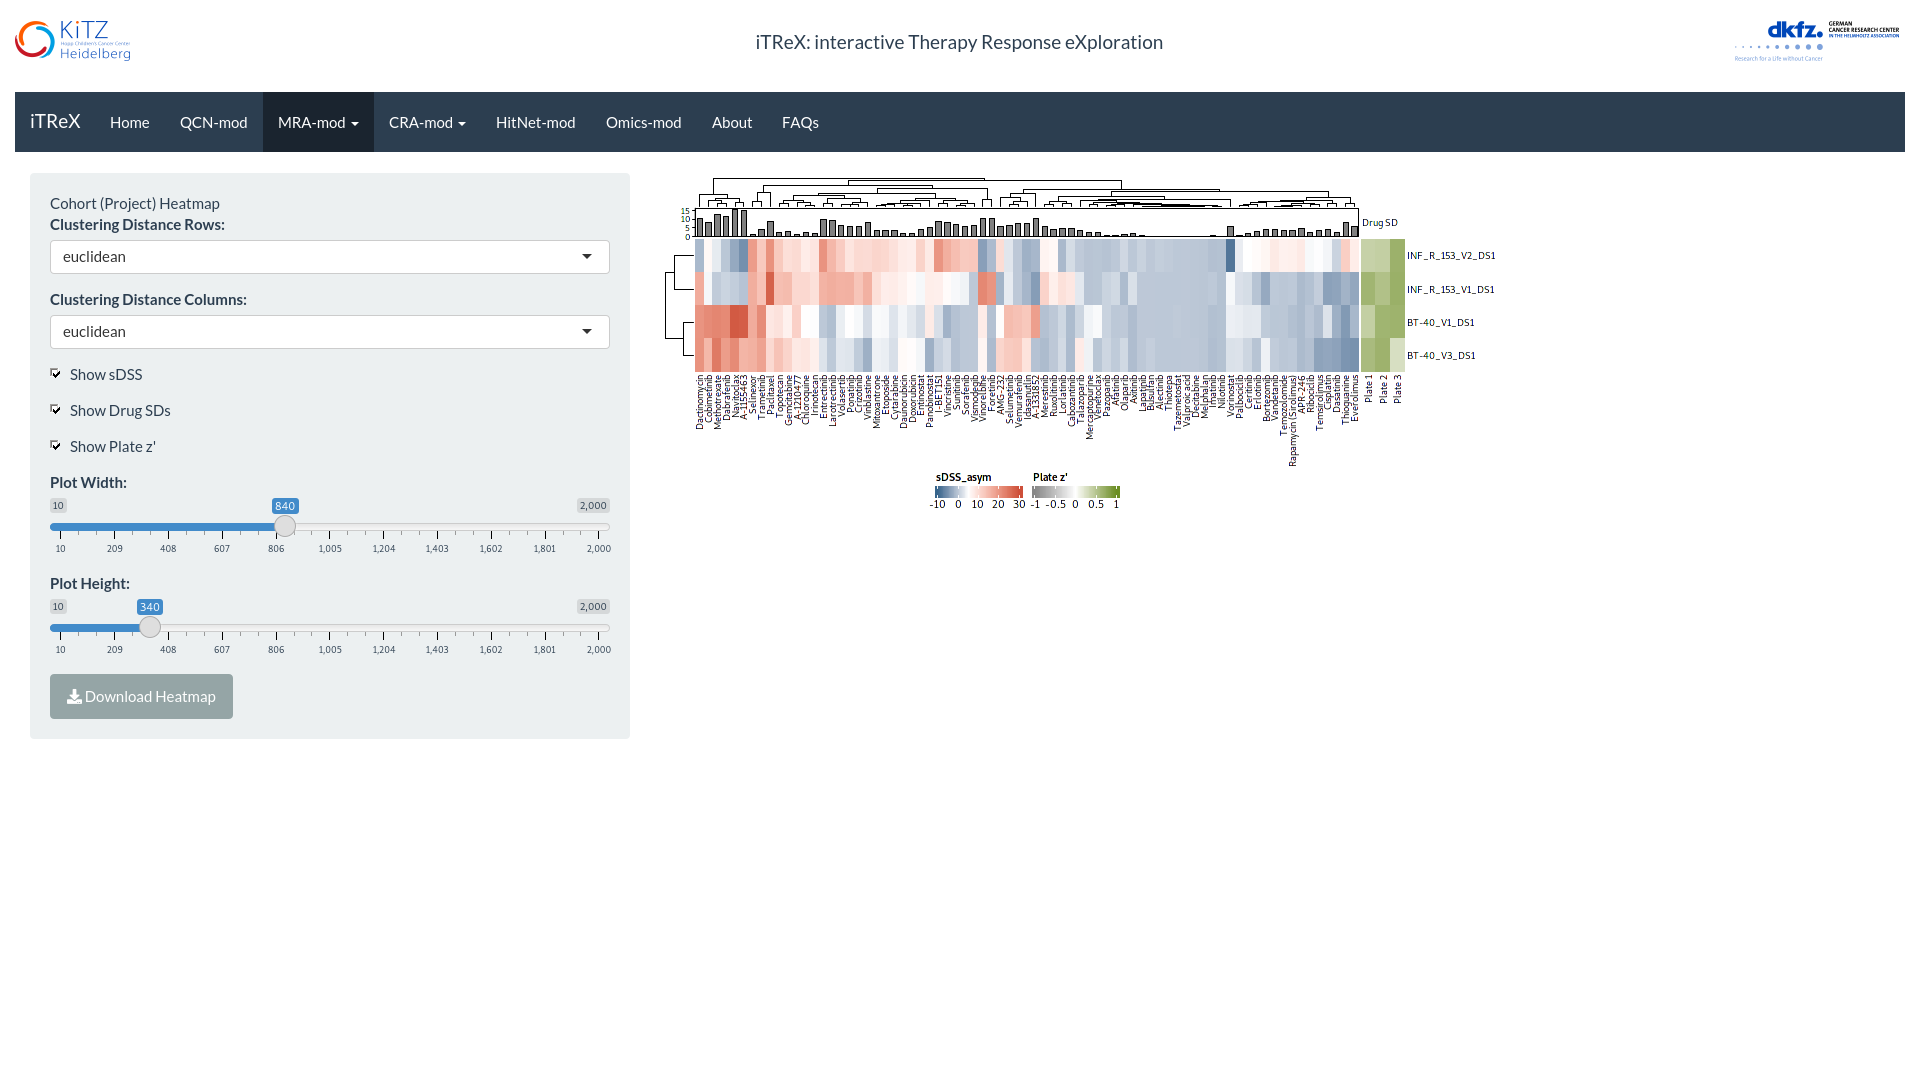 KiTZ
Hopp Children's Cancer Center
Heidelberg
iTReX: interactive Therapy Response eXploration
dkfz.
GERMAN
CANCER RESEARCH CENTER
IN THE HELMHOLTZ ASSOCIATION
Research for a Life without Cancer
iTReX Home QCN-mod MRA-mod CRA-mod HitNet-mod Omics-mod About FAQs
Cohort (Project) Heatmap
Clustering Distance Rows:
euclidean
Clustering Distance Columns:
euclidean
Show sDSS
Show Drug SDs
Show Plate z'
Plot Width:
10 840 2,000
10 209 408 607 806 1,005 1,204 1,403 1,602 1,801 2,000
Plot Height:
10 340 2,000
10 209 408 607 806 1,005 1,204 1,403 1,602 1,801 2,000
Download Heatmap
15
10
5
0
Drug SD
INF_R_153_V2_DS1
INF_R_153_V1_DS1
BT-40_V1_DS1
BT-40_V3_DS1
Dactinomycin
Cobimetinib
Methotrexate
Dabrafenib
Navitoclax
A-1155463
Selinexor
Trametinib
Paclitaxel
Topotecan
Gemcitabine
A-1210477
Chloroquine
Irinotecan
Entrectinib
Larotrectinib
Volasertib
Ponatinib
Crizotinib
Vinblastine
Mitoxantrone
Etoposide
Cytarabine
Daunorubicin
Doxorubicin
Entinostat
Panobinostat
I-BET151
Vincristine
Sunitinib
Sorafenib
Vismodegib
Vinorelbine
Foretinib
AMG-232
Selumetinib
Vemurafenib
Idasanutlin
A-1331852
Merestinib
Ruxolitinib
Lorlatinib
Cabozantinib
Talazoparib
Mercaptopurine
Venetoclax
Pazopanib
Afatinib
Olaparib
Axitinib
Lapatinib
Busulfan
Alectinib
Thiotepa
Tazemetostat
Valproic acid
Decitabine
Melphalan
Imatinib
Nilotinib
Vorinostat
Palbociclib
Ceritinib
Erlotinib
Bortezomib
Vandetanib
Temozolomide
Rapamycin (Sirolimus)
APR-246
Ribociclib
Temsirolimus
Cisplatin
Dasatinib
Thioguanine
Everolimus
Plate 1
Plate 2
Plate 3
sDSS_asym
-10 0 10 20 30
Plate z'
-1 -0.5 0 0.5 1